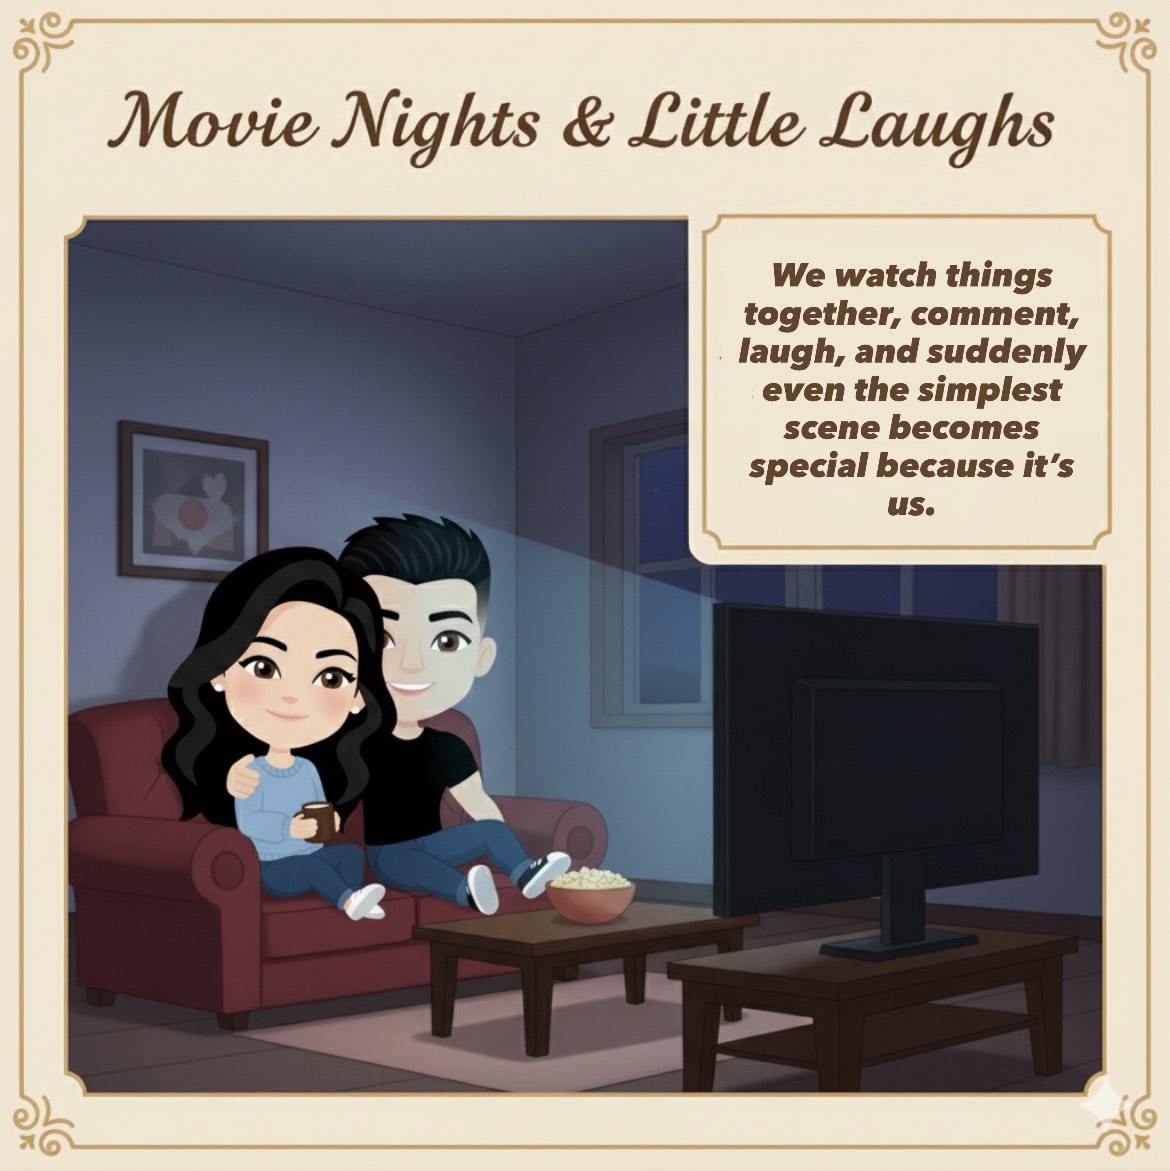 Movie Nights & Little Laughs
We watch things
together, comment,
laugh, and suddenly
even the simplest
scene becomes
special because it’s
us.